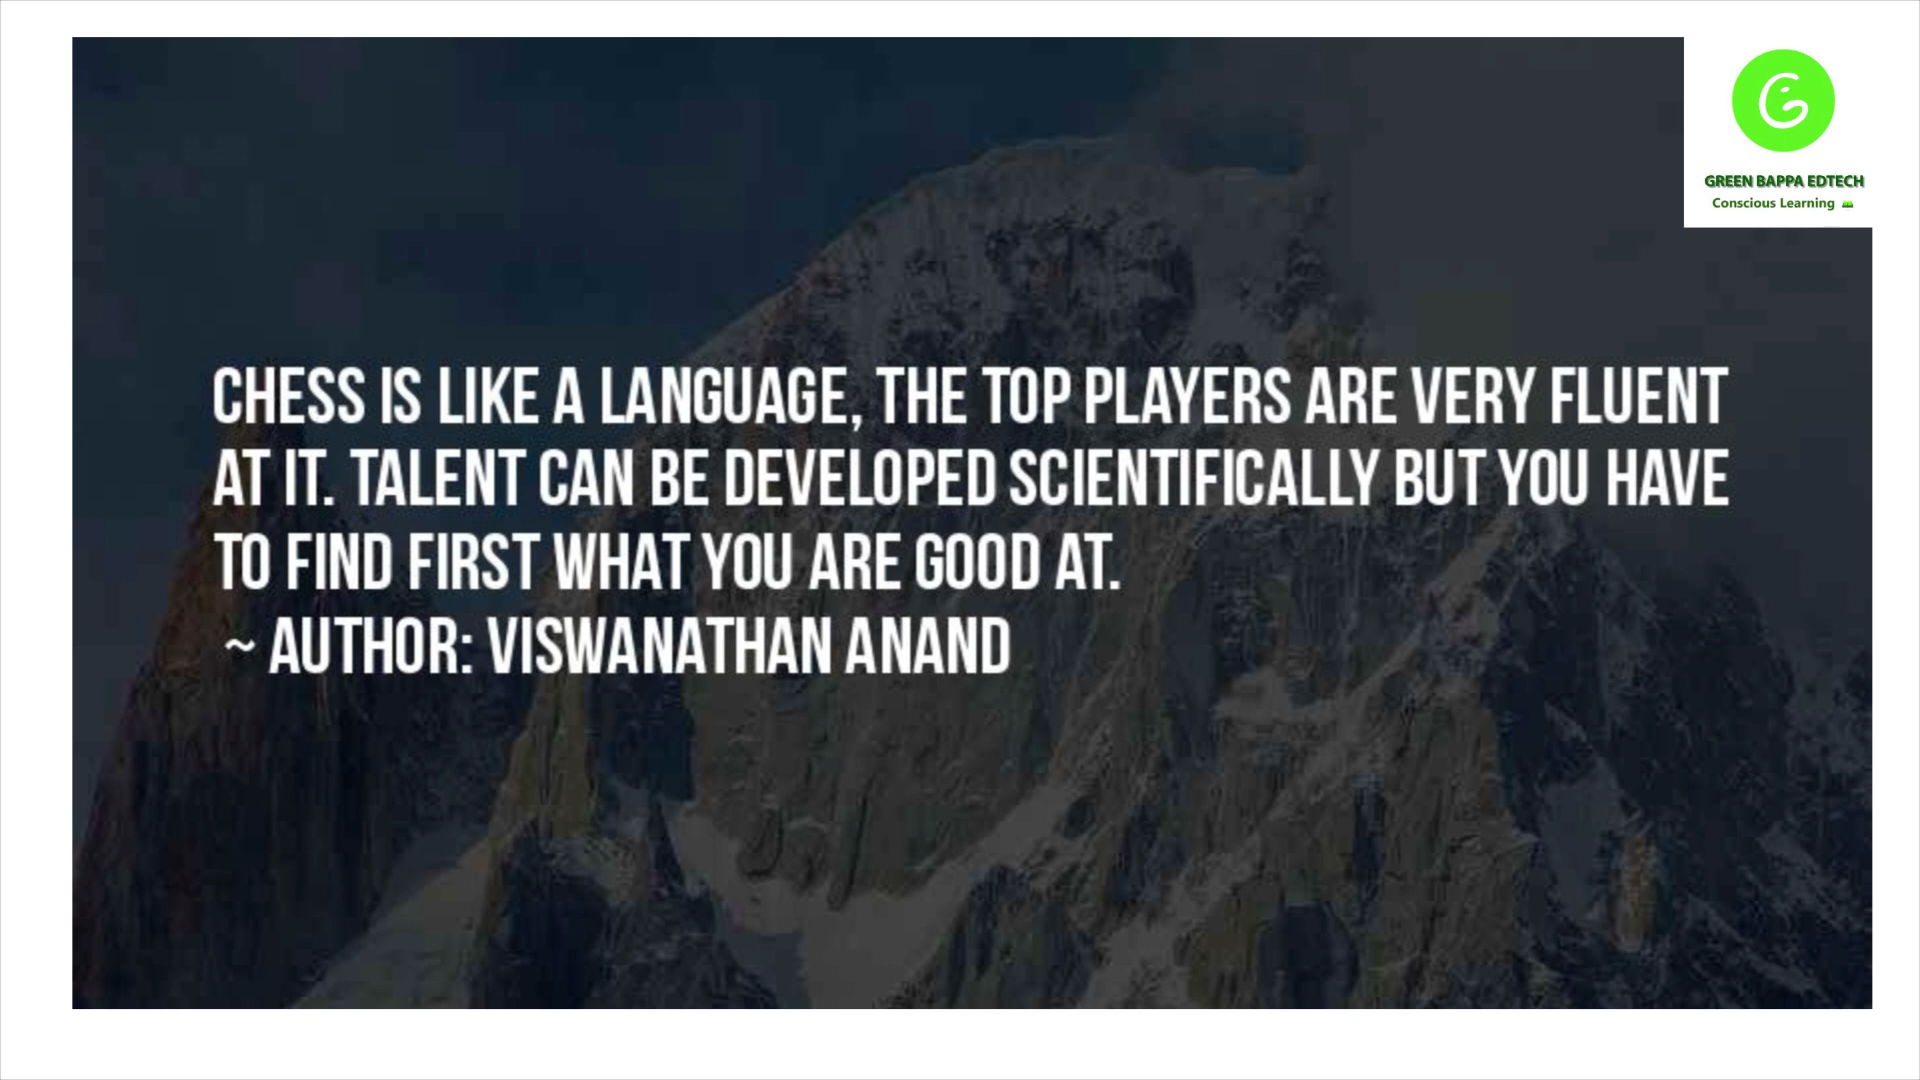 GREEN BAPPA EDTECH
Conscious Learning
CHESS IS LIKE A LANGUAGE, THE TOP PLAYERS ARE VERY FLUENT
AT IT. TALENT CAN BE DEVELOPED SCIENTIFICALLY BUT YOU HAVE
TO FIND FIRST WHAT YOU ARE GOOD AT.
~ AUTHOR: VISWANATHAN ANAND